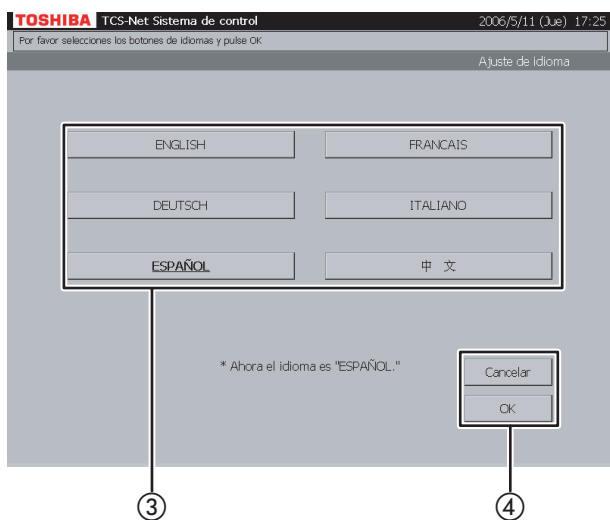 TOSHIBA TCS-Net Sistema de control 2006/5/11 (Jue) 17:25
Por favor selecciones los botones de idiomas y pulse OK
Ajuste de idioma
ENGLISH FRANCAIS
DEUTSCH ITALIANO
ESPAÑOL 中 文
* Ahora el idioma es "ESPAÑOL."
Cancelar
OK
③ ④